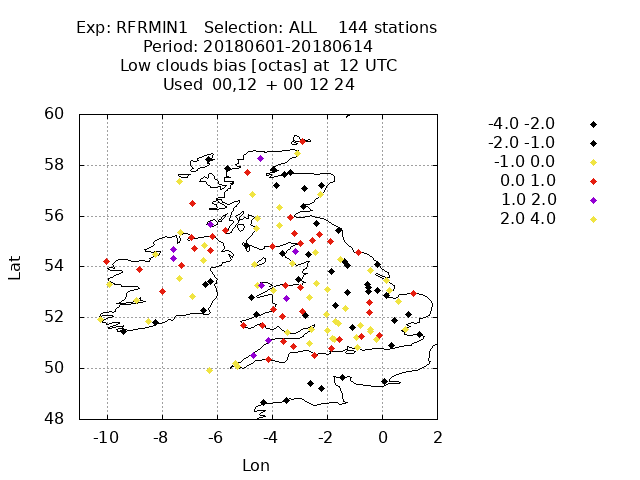 Exp: RFRMIN1 Selection: ALL 144 stations
Period: 20180601-20180614
Low clouds bias [octas] at 12 UTC
Used 00,12 + 00 12 24
-4.0 -2.0
-2.0 -1.0
-1.0 0.0
0.0 1.0
1.0 2.0
2.0 4.0
60
58
56
54
52
50
48
Lat
-10 -8 -6 -4 -2 0 2
Lon